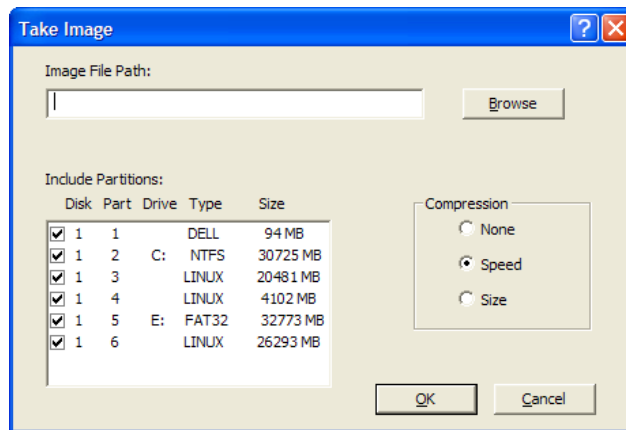 Take Image
Image File Path:
Browse
Include Partitions:
Disk Part Drive Type Size
1 1 DELL 94 MB
1 2 C: NTFS 30725 MB
1 3 LINUX 20481 MB
1 4 LINUX 4102 MB
1 5 E: FAT32 32773 MB
1 6 LINUX 26293 MB
Compression
None
Speed
Size
OK Cancel